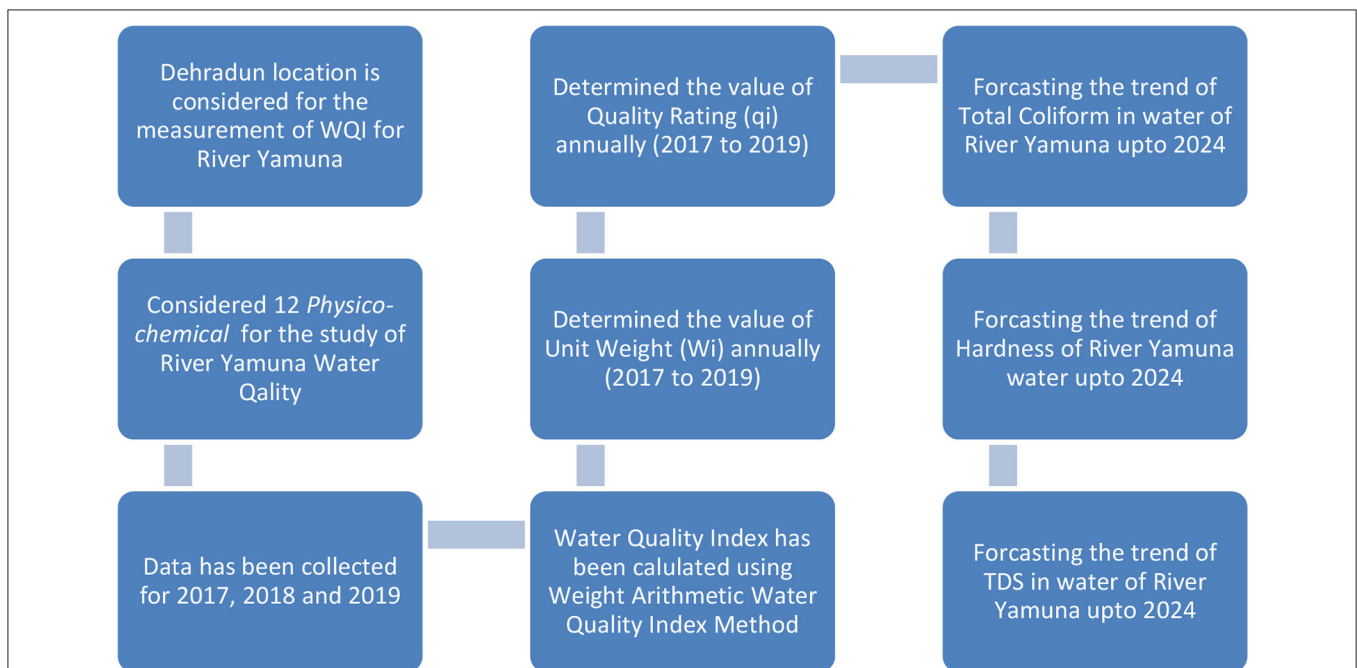 Dehradun location is
considered for the
measurement of WQI for
River Yamuna
Considered 12 Physico-
chemical for the study of
River Yamuna Water
Qality
Data has been collected
for 2017, 2018 and 2019
Water Quality Index has
been calulated using
Weight Arithmetic Water
Quality Index Method
Determined the value of
Unit Weight (Wi) annually
(2017 to 2019)
Determined the value of
Quality Rating (qi)
annually (2017 to 2019)
Forcasting the trend of
Total Coliform in water of
River Yamuna upto 2024
Forcasting the trend of
Hardness of River Yamuna
water upto 2024
Forcasting the trend of
TDS in water of River
Yamuna upto 2024